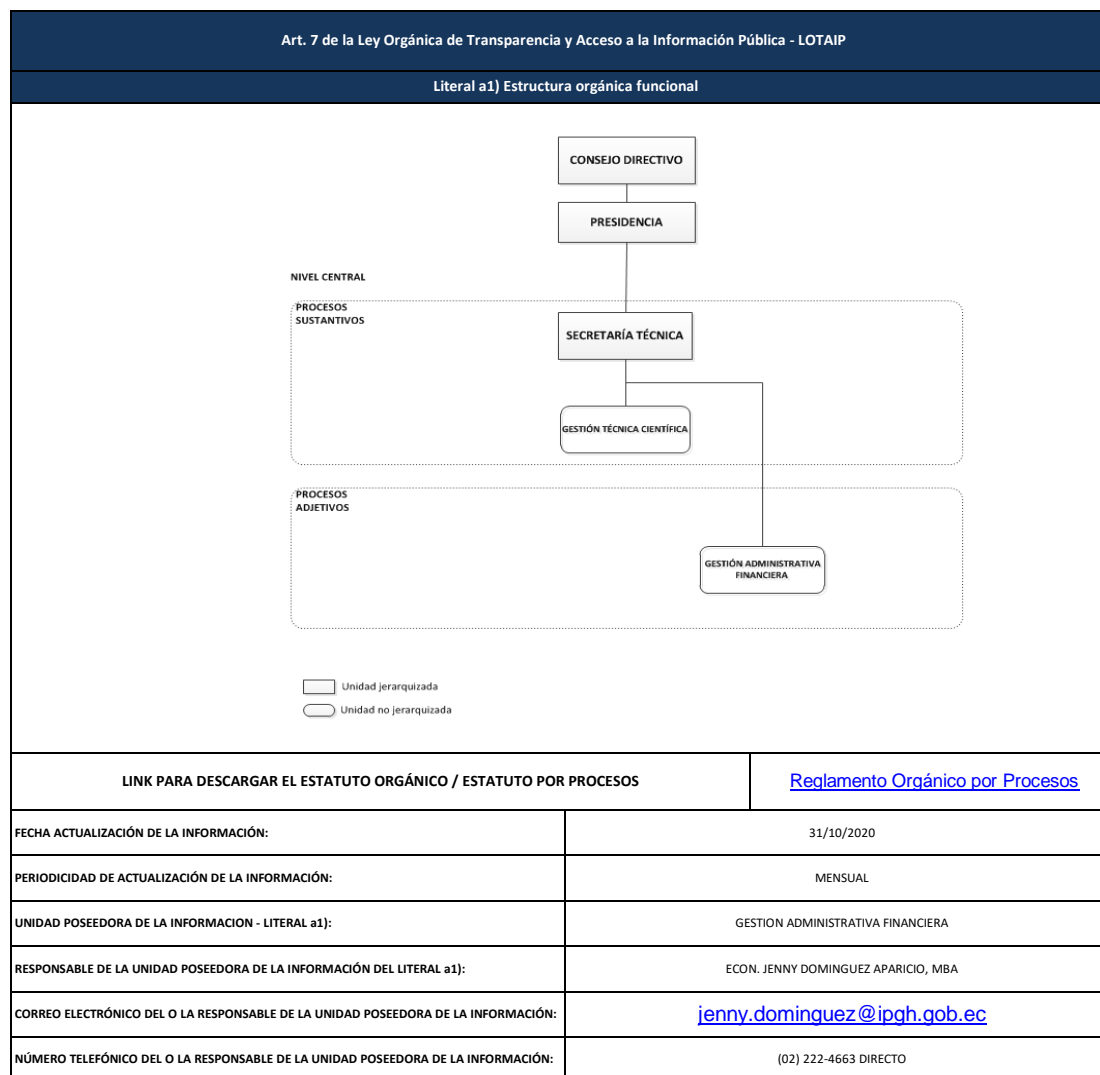 Art. 7 de la Ley Orgánica de Transparencia y Acceso a la Información Pública - LOTAIP
Literal a1) Estructura orgánica funcional
CONSEJO DIRECTIVO
PRESIDENCIA
NIVEL CENTRAL
PROCESOS
SUSTANTIVOS
SECRETARÍA TÉCNICA
GESTIÓN TÉCNICA CIENTÍFICA
PROCESOS
ADJETIVOS
GESTIÓN ADMINISTRATIVA
FINANCIERA
Unidad jerarquizada
Unidad no jerarquizada
LINK PARA DESCARGAR EL ESTATUTO ORGÁNICO / ESTATUTO POR PROCESOS
Reglamento Orgánico por Procesos
FECHA ACTUALIZACIÓN DE LA INFORMACIÓN:
31/10/2020
PERIODICIDAD DE ACTUALIZACIÓN DE LA INFORMACIÓN:
MENSUAL
UNIDAD POSEEDORA DE LA INFORMACION - LITERAL a1):
GESTION ADMINISTRATIVA FINANCIERA
RESPONSABLE DE LA UNIDAD POSEEDORA DE LA INFORMACIÓN DEL LITERAL a1):
ECON. JENNY DOMINGUEZ APARICIO, MBA
CORREO ELECTRÓNICO DEL O LA RESPONSABLE DE LA UNIDAD POSEEDORA DE LA INFORMACIÓN:
jenny.dominguez@ipgh.gob.ec
NÚMERO TELEFÓNICO DEL O LA RESPONSABLE DE LA UNIDAD POSEEDORA DE LA INFORMACIÓN:
(02) 222-4663 DIRECTO